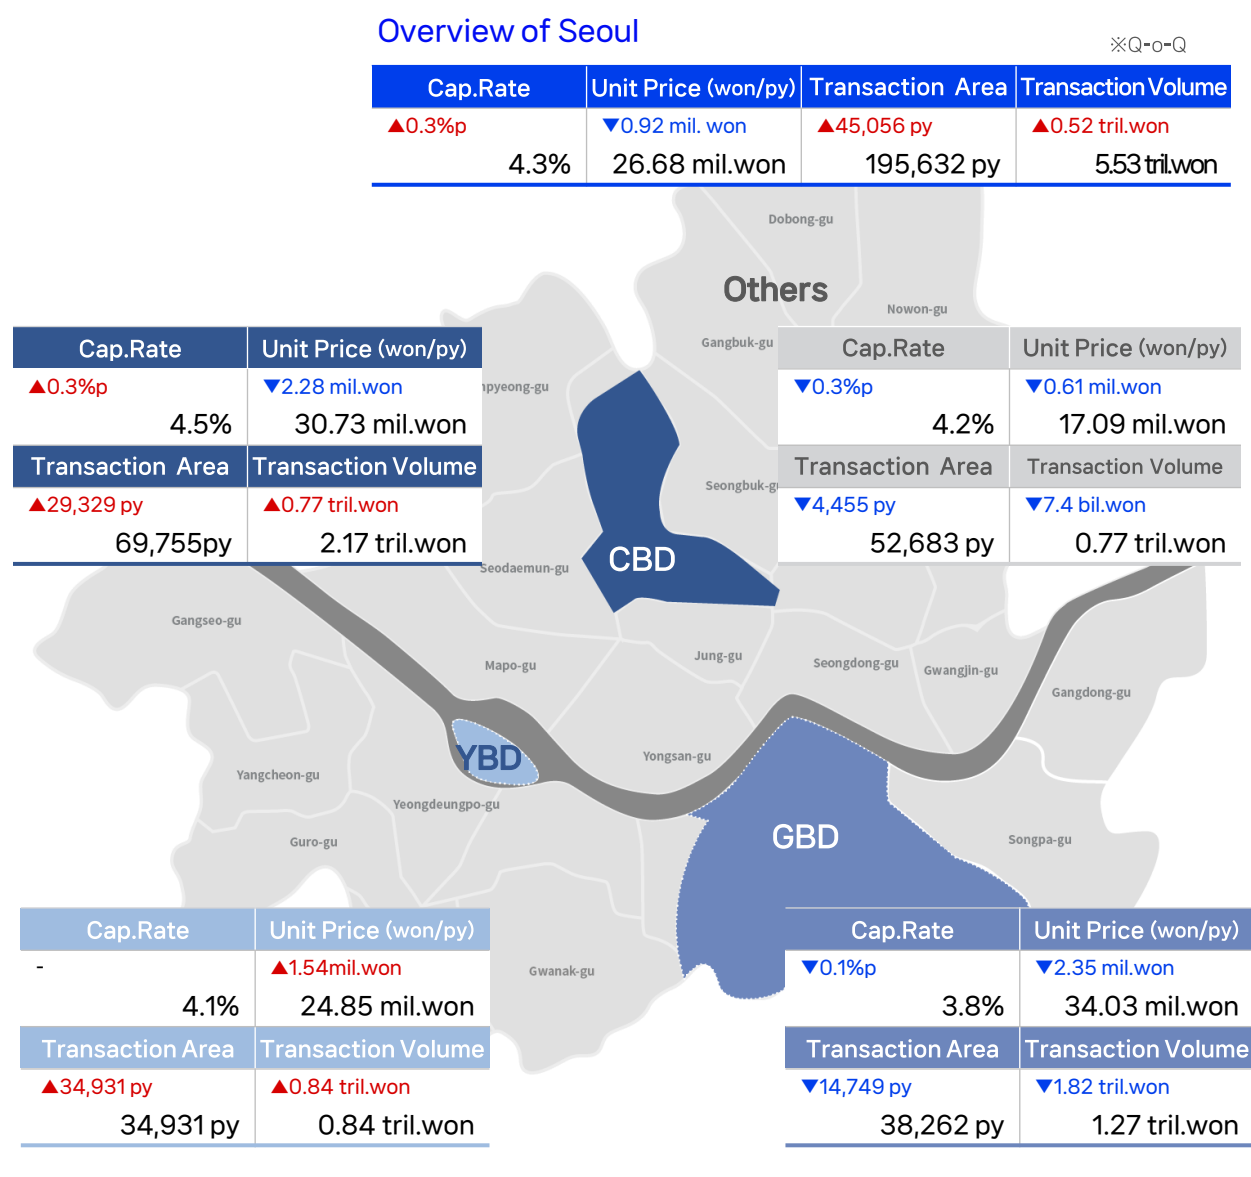 Overview of Seoul
※Q-o-Q
Cap.Rate Unit Price (won/py) Transaction Area Transaction Volume
▲0.3%p ▼0.92 mil. won ▲45,056 py ▲0.52 tril.won
4.3% 26.68 mil.won 195,632 py 5.53 tril.won
Dobong-gu
Others
Nowon-gu
Gangbuk-gu
Cap.Rate Unit Price (won/py)
▲0.3%p ▼2.28 mil.won
4.5% 30.73 mil.won
Transaction Area Transaction Volume
▲29,329 py ▲0.77 tril.won
69,755py 2.17 tril.won
npyeong-gu
Cap.Rate Unit Price (won/py)
▼0.3%p ▼0.61 mil.won
4.2% 17.09 mil.won
Transaction Area Transaction Volume
▼4,455 py ▼7.4 bil.won
52,683 py 0.77 tril.won
Seongbuk-gu
CBD
Seodaemun-gu
Gangseo-gu
Mapo-gu
Jung-gu
Seongdong-gu
Gwangjin-gu
Gangdong-gu
YBD
Yongsan-gu
Yangcheon-gu
Yeongdeungpo-gu
Guro-gu
GBD
Songpa-gu
Gwanak-gu
Cap.Rate Unit Price (won/py)
- ▲1.54mil.won
4.1% 24.85 mil.won
Transaction Area Transaction Volume
▲34,931 py ▲0.84 tril.won
34,931 py 0.84 tril.won
Cap.Rate Unit Price (won/py)
▼0.1%p ▼2.35 mil.won
3.8% 34.03 mil.won
Transaction Area Transaction Volume
▼14,749 py ▼1.82 tril.won
38,262 py 1.27 tril.won